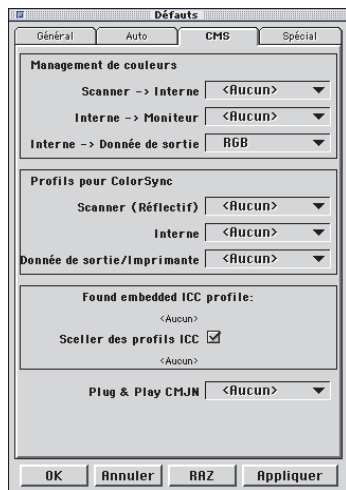 Défauts
Général Auto CMS Spécial
Management de couleurs
Scanner -> Interne <Aucun>
Interne -> Moniteur <Aucun>
Interne -> Donnée de sortie RGB
Profils pour ColorSync
Scanner (Réflectif) <Aucun>
Interne <Aucun>
Donnée de sortie/Imprimante <Aucun>
Found embedded ICC profile:
<Aucun>
Sceller des profils ICC
<Aucun>
Plug & Play CMJN <Aucun>
OK Annuler RAZ Appliquer